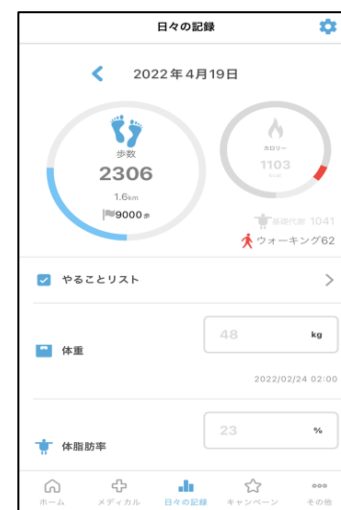 日々の記録
2022年4月19日
歩数
2306
1.6km
9000歩
カロリー
1103
kcal
基礎代謝 1041
ウォーキング62
やることリスト
体重
48 kg
2022/02/24 02:00
体脂肪率
23 %
ホーム メディカル 日々の記録 キャンペーン その他